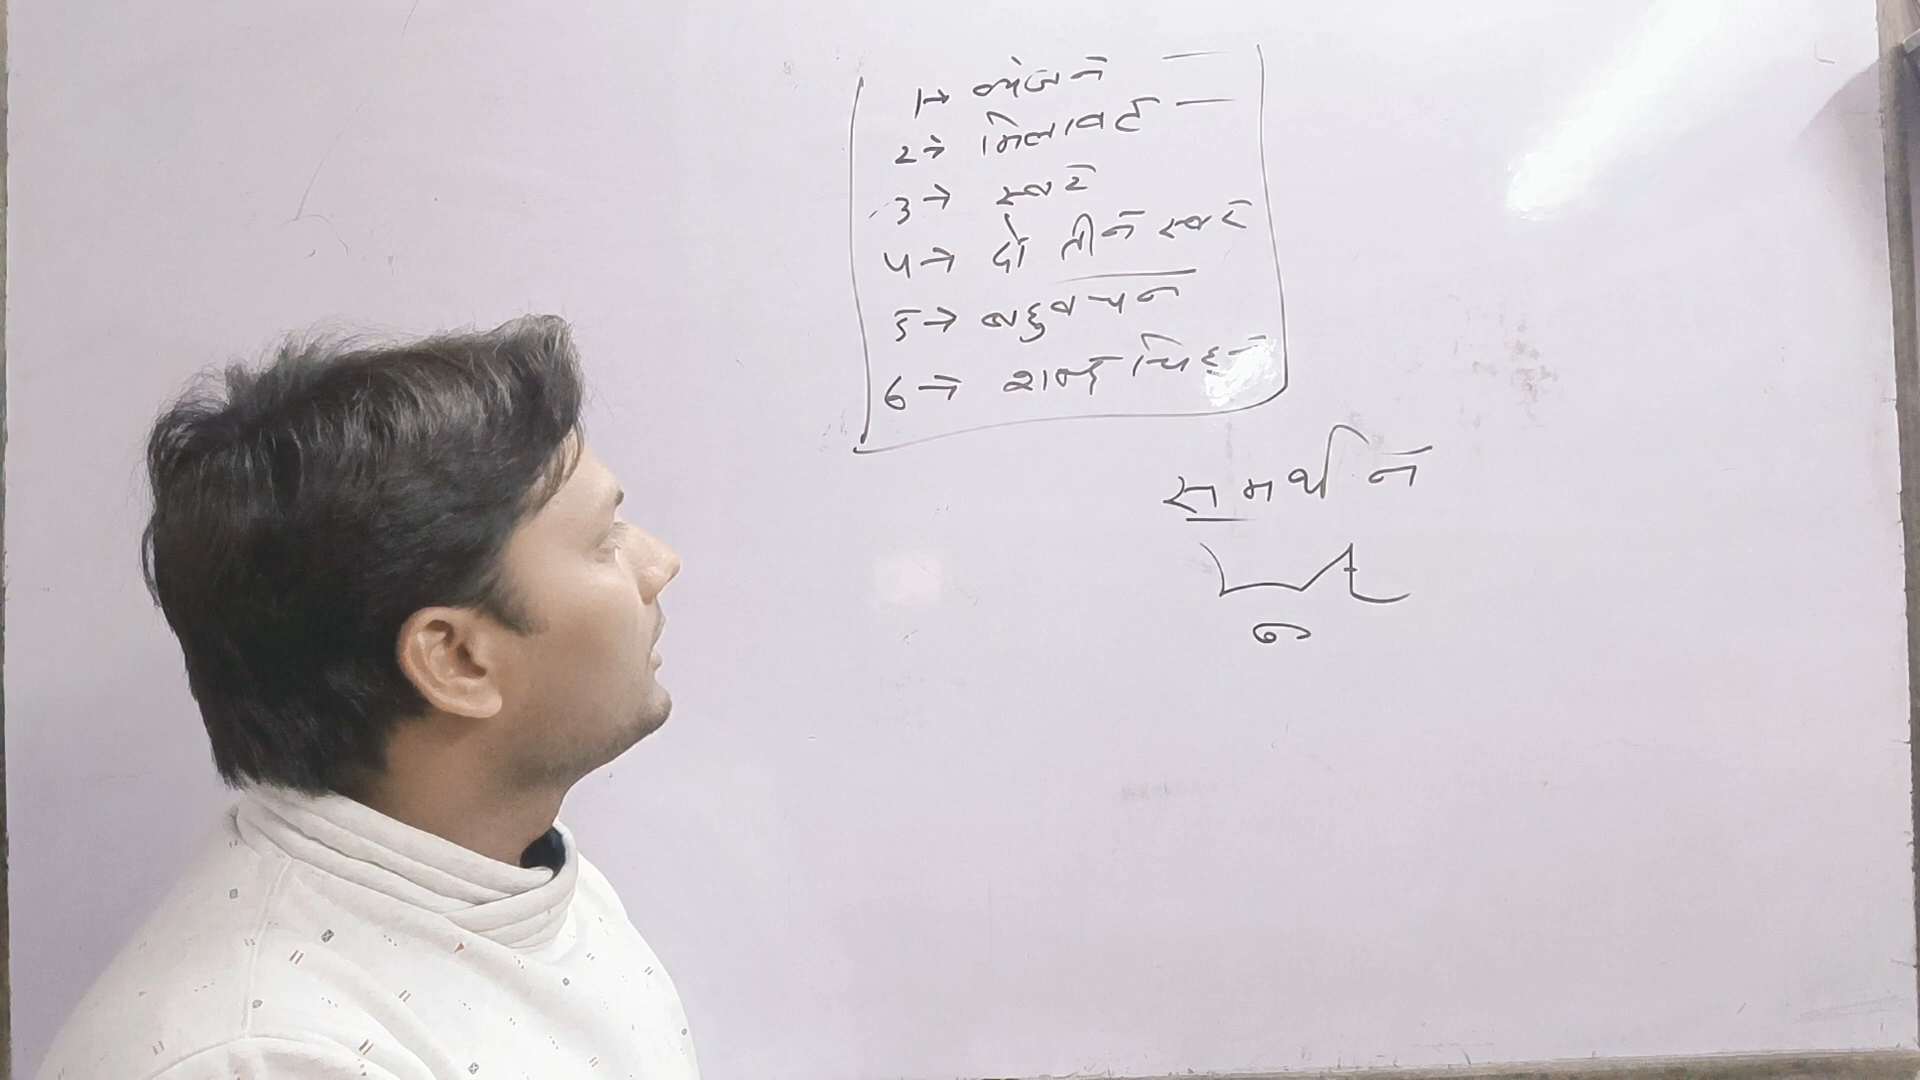 1→ व्यंजन
2→ मिलावट
3→ स्वर
4→ दो तीन स्वर
5→ बहुवचन
6→ शब्द चिह्न
समर्थन